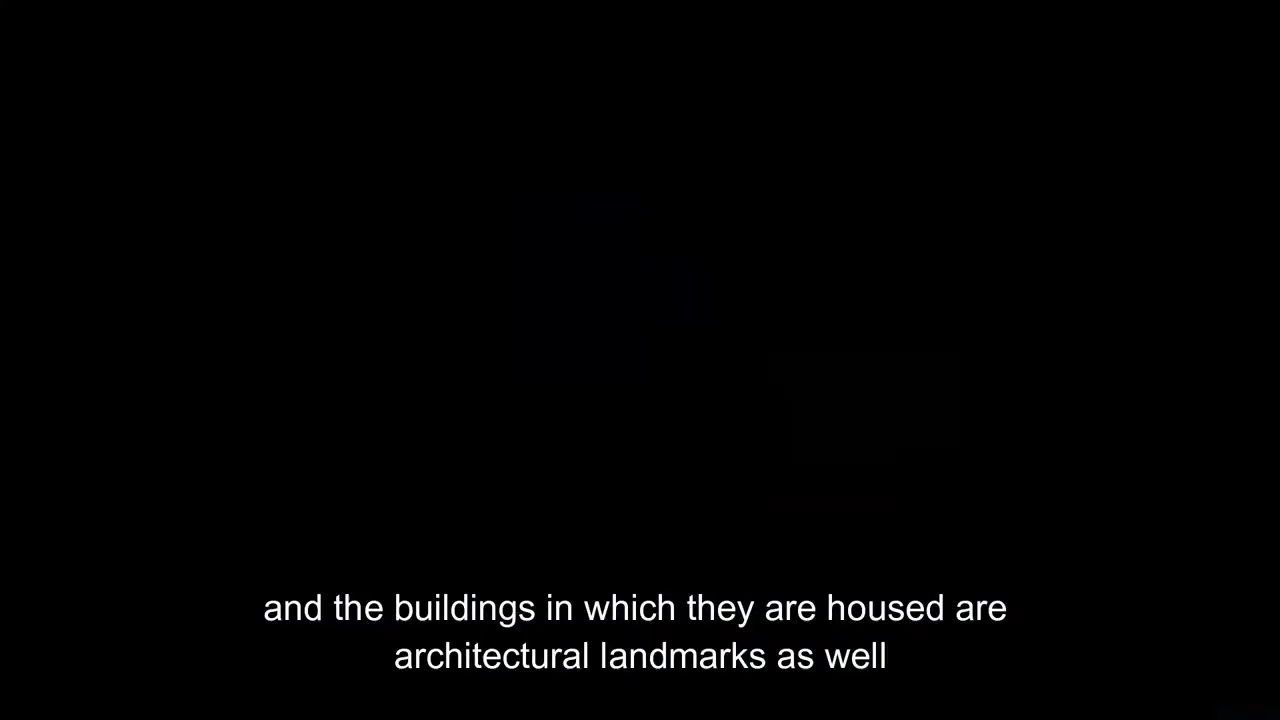 and the buildings in which they are housed are
architectural landmarks as well